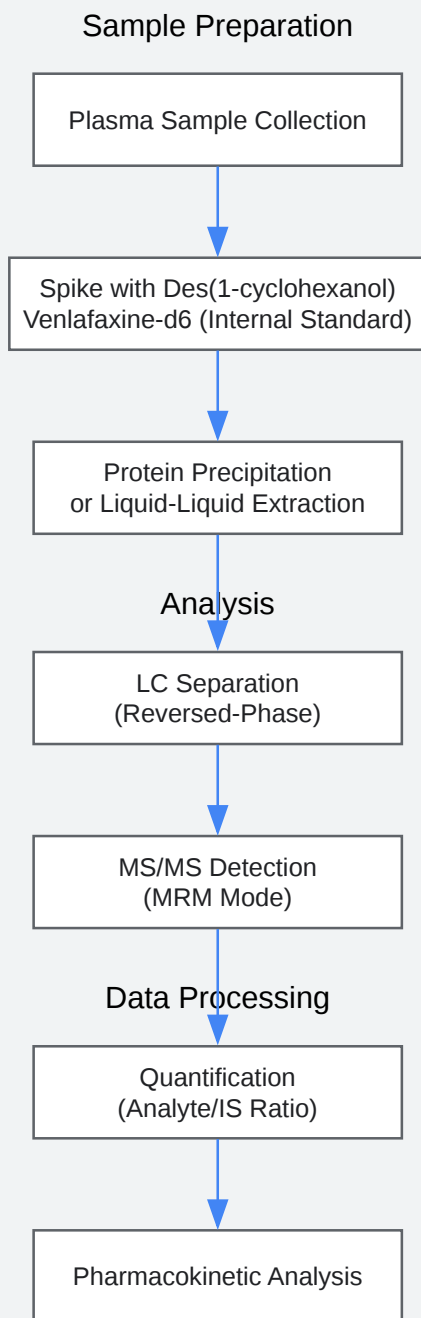 Sample Preparation
Plasma Sample Collection
Spike with Des(1-cyclohexanol)
Venlafaxine-d6 (Internal Standard)
Protein Precipitation
or Liquid-Liquid Extraction
Analysis
LC Separation
(Reversed-Phase)
MS/MS Detection
(MRM Mode)
Data Processing
Quantification
(Analyte/IS Ratio)
Pharmacokinetic Analysis